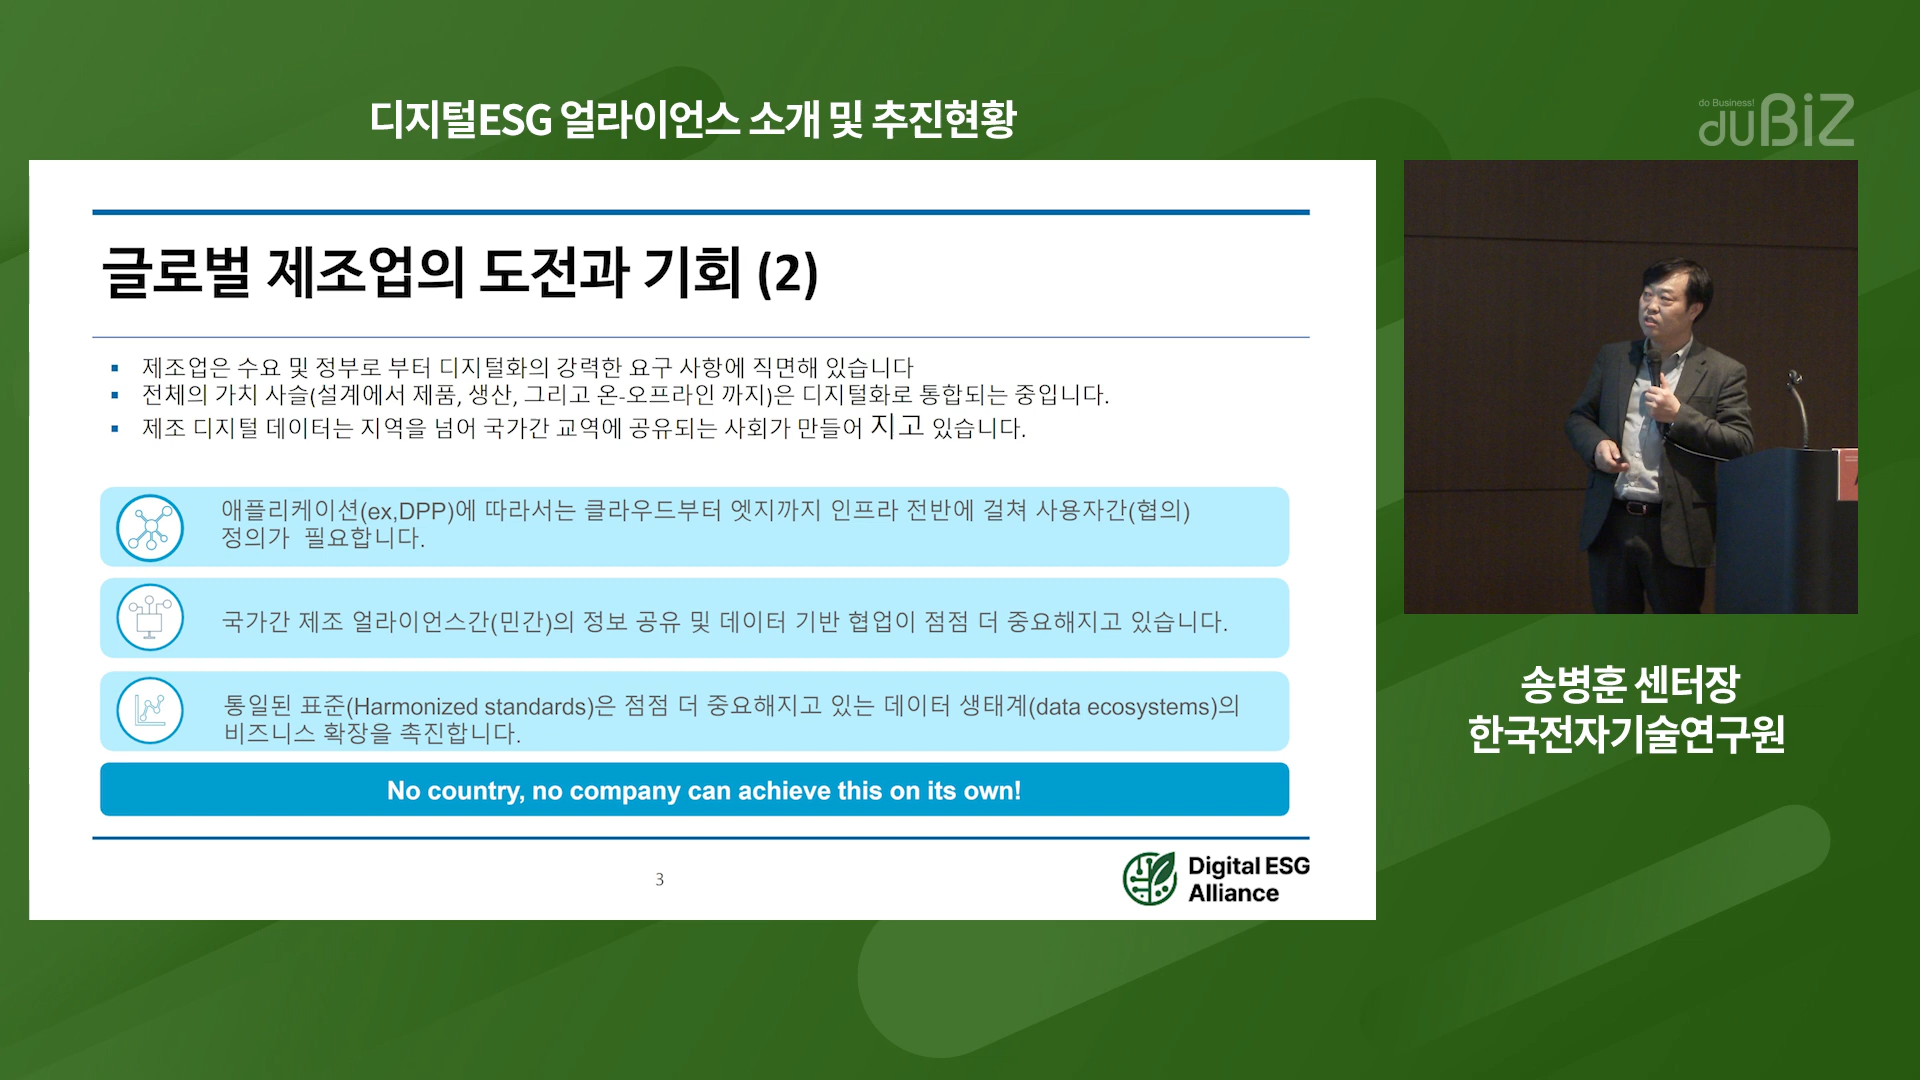 디지털ESG 얼라이언스 소개 및 추진현황
do Business!
duBiZ
글로벌 제조업의 도전과 기회 (2)
▪ 제조업은 수요 및 정부로 부터 디지털화의 강력한 요구 사항에 직면해 있습니다
▪ 전체의 가치 사슬(설계에서 제품, 생산, 그리고 온-오프라인 까지)은 디지털화로 통합되는 중입니다.
▪ 제조 디지털 데이터는 지역을 넘어 국가간 교역에 공유되는 사회가 만들어 지고 있습니다.
애플리케이션(ex,DPP)에 따라서는 클라우드부터 엣지까지 인프라 전반에 걸쳐 사용자간(협의)
정의가 필요합니다.
국가간 제조 얼라이언스간(민간)의 정보 공유 및 데이터 기반 협업이 점점 더 중요해지고 있습니다.
통일된 표준(Harmonized standards)은 점점 더 중요해지고 있는 데이터 생태계(data ecosystems)의
비즈니스 확장을 촉진합니다.
No country, no company can achieve this on its own!
3
Digital ESG
Alliance
송병훈 센터장
한국전자기술연구원